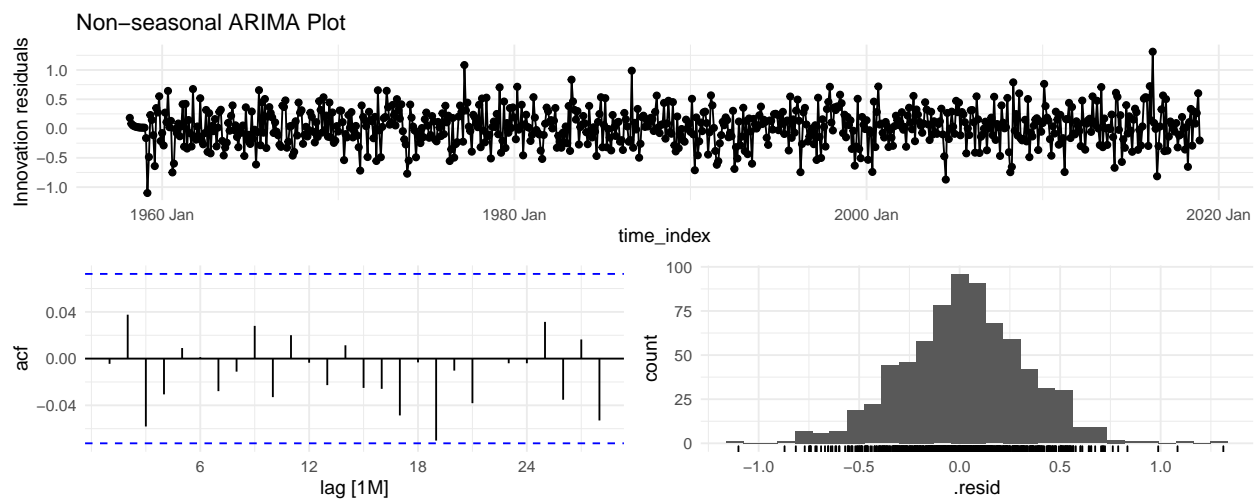 Non−seasonal ARIMA Plot
Innovation residuals
1.0
0.5
0.0
−0.5
−1.0
1960 Jan
1980 Jan
2000 Jan
2020 Jan
time_index
acf
0.04
0.00
−0.04
6
12
18
24
lag [1M]
count
100
75
50
25
0
−1.0
−0.5
0.0
0.5
1.0
.resid